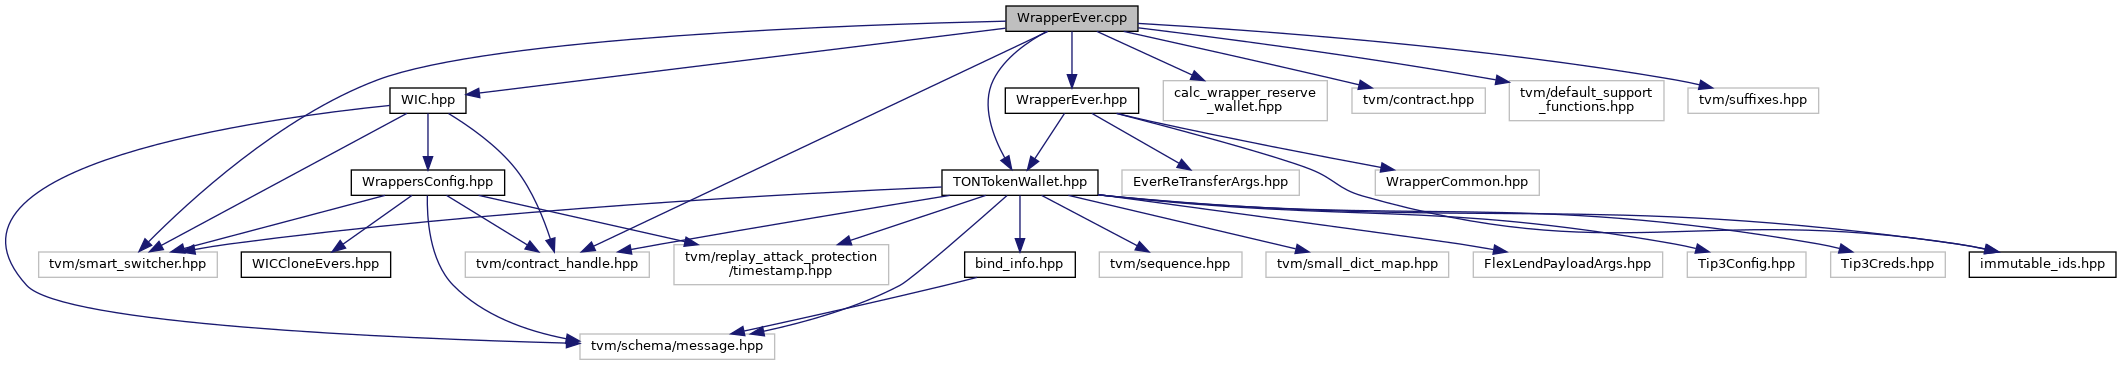 WrapperEver.cpp
WIC.hpp
WrapperEver.hpp
calc_wrapper_reserve
_wallet.hpp
tvm/contract.hpp
tvm/default_support
_functions.hpp
tvm/suffixes.hpp
WrappersConfig.hpp
TONTokenWallet.hpp
EverReTransferArgs.hpp
WrapperCommon.hpp
tvm/smart_switcher.hpp
WICCloneEvers.hpp
tvm/contract_handle.hpp
tvm/replay_attack_protection
/timestamp.hpp
bind_info.hpp
tvm/sequence.hpp
tvm/small_dict_map.hpp
FlexLendPayloadArgs.hpp
Tip3Config.hpp
Tip3Creds.hpp
immutable_ids.hpp
tvm/schema/message.hpp